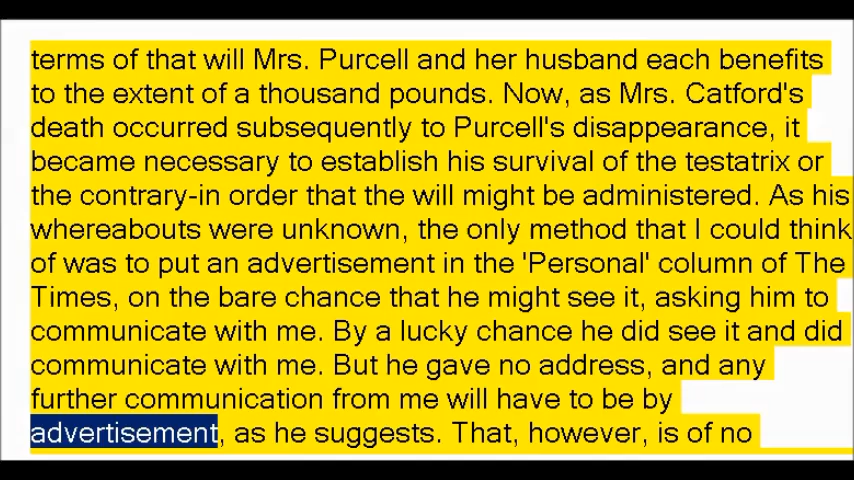 terms of that will Mrs. Purcell and her husband each benefits
to the extent of a thousand pounds. Now, as Mrs. Catford's
death occurred subsequently to Purcell's disappearance, it
became necessary to establish his survival of the testatrix or
the contrary-in order that the will might be administered. As his
whereabouts were unknown, the only method that I could think
of was to put an advertisement in the 'Personal' column of The
Times, on the bare chance that he might see it, asking him to
communicate with me. By a lucky chance he did see it and did
communicate with me. But he gave no address, and any
further communication from me will have to be by
advertisement, as he suggests. That, however, is of no